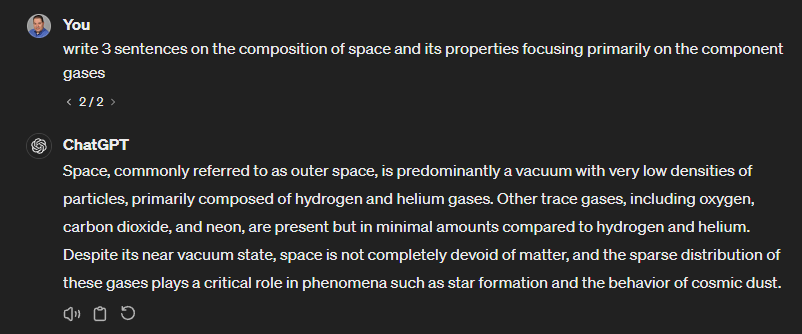 You
write 3 sentences on the composition of space and its properties focusing primarily on the component
gases
< 2 / 2 >
ChatGPT
Space, commonly referred to as outer space, is predominantly a vacuum with very low densities of
particles, primarily composed of hydrogen and helium gases. Other trace gases, including oxygen,
carbon dioxide, and neon, are present but in minimal amounts compared to hydrogen and helium.
Despite its near vacuum state, space is not completely devoid of matter, and the sparse distribution of
these gases plays a critical role in phenomena such as star formation and the behavior of cosmic dust.